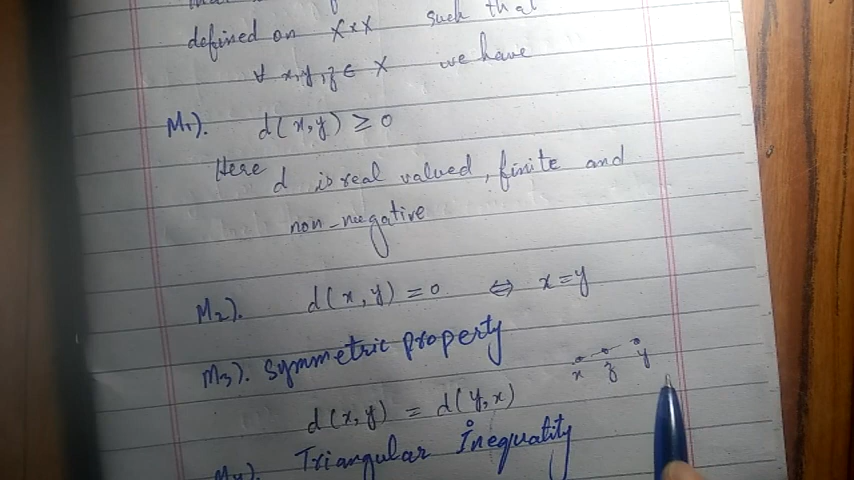 such that
defined on X×X
∀ x,y,z ∈ X we have
M1). d(x,y) ≥ 0
Here d is real valued, finite and
non-negative
M2). d(x,y) = 0 ⇔ x=y
M3). Symmetric property
x z y
d(x,y) = d(y,x)
M4). Triangular Inequality